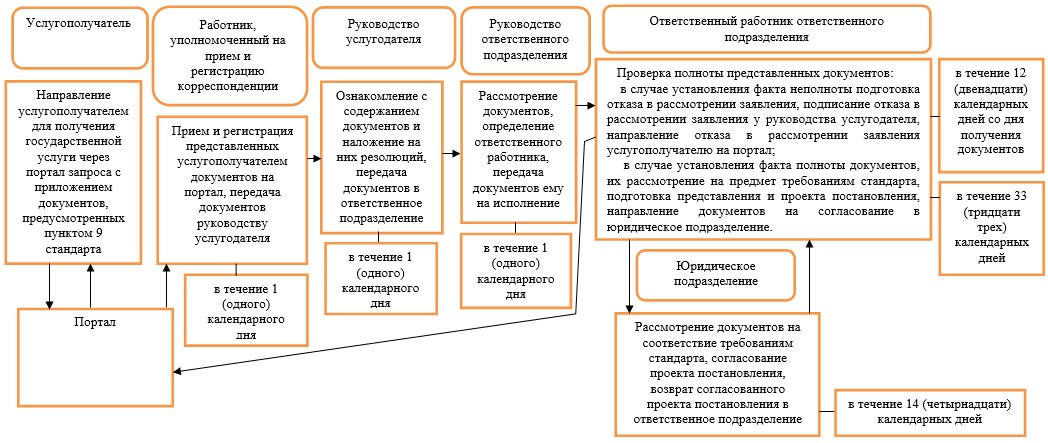 Услугополучатель
Работник,
уполномоченный на
прием и
регистрацию
корреспонденции
Руководство
услугодателя
Руководство
ответственного
подразделения
Ответственный работник ответственного
подразделения
Направление
услугополучателем
для получения
государственной
услуги через
портал запроса с
приложением
документов,
предусмотренных
пунктом 9
стандарта
Прием и регистрация
представленных
услугополучателем
документов на
портал, передача
документов
руководству
услугодателя
Ознакомление с
содержанием
документов и
наложение на
них резолюций,
передача
документов в
ответственное
подразделение
Рассмотрение
документов,
определение
ответственного
работника,
передача
документов ему
на исполнение
Проверка полноты представленных документов:
в случае установления факта неполноты подготовка
отказа в рассмотрении заявления, подписание отказа в
рассмотрении заявления у руководства услугодателя,
направление отказа в рассмотрении заявления
услугополучателю на портал;
в случае установления факта полноты документов,
их рассмотрение на предмет требованиям стандарта,
подготовка представления и проекта постановления,
направление документов на согласование в
юридическое подразделение.
в течение 12
(двенадцати)
календарных
дней со дня
получения
документов
в течение 33
(тридцати
трех)
календарных
дней
в течение 1
(одного)
календарного
дня
в течение 1
(одного)
календарного
дня
в течение 1
(одного)
календарного
дня
Юридическое
подразделение
Портал
Рассмотрение документов на
соответствие требованиям
стандарта, согласование
проекта постановления,
возврат согласованного
проекта постановления в
ответственное подразделение
в течение 14 (четырнадцати)
календарных дней